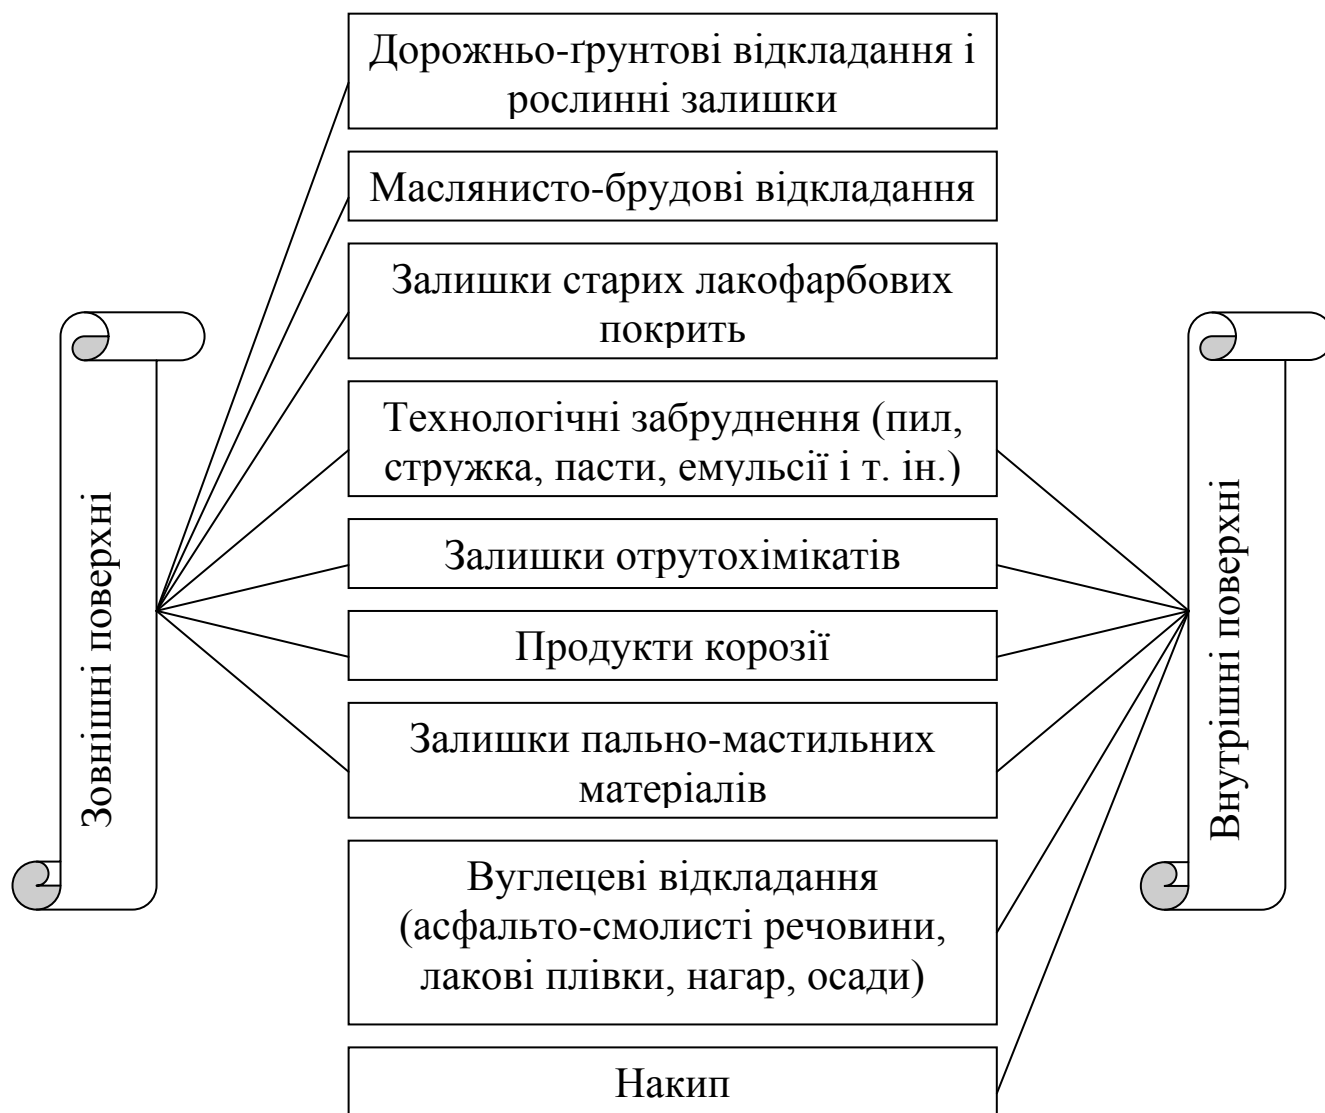 Дорожньо-ґрунтові відкладання і
рослинні залишки
Маслянисто-брудові відкладання
Залишки старих лакофарбових
покрить
Технологічні забруднення (пил,
стружка, пасти, емульсії і т. ін.)
Залишки отрутохімікатів
Продукти корозії
Залишки пально-мастильних
матеріалів
Вуглецеві відкладання
(асфальто-смолисті речовини,
лакові плівки, нагар, осади)
Накип
Зовнішні поверхні
Внутрішні поверхні